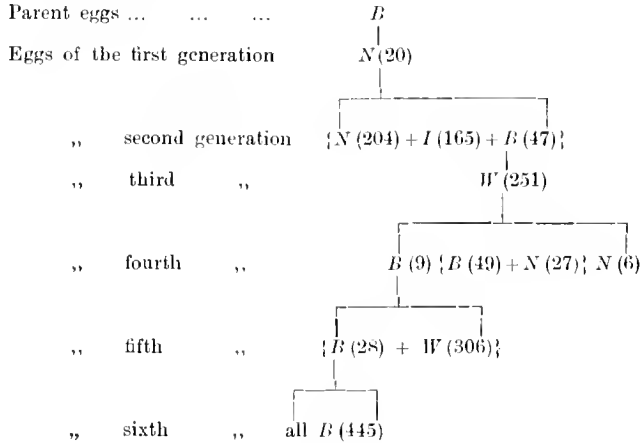 Parent eggs ... ... ... B
Eggs of the first generation N (20)
„ second generation {N (204) + I (165) + B (47)}
„ third „ W (251)
„ fourth „ B (9) {B (49) + N (27)} N (6)
„ fifth „ {B (28) + W (306)}
„ sixth „ all B (445)